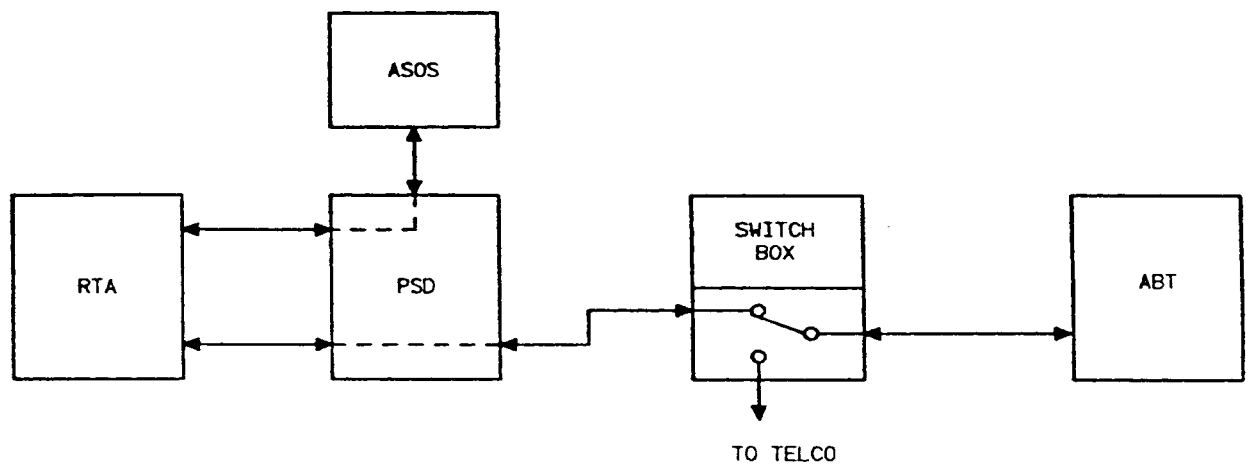 ASOS
RTA
PSD
SWITCH
BOX
ABT
TO TELCO